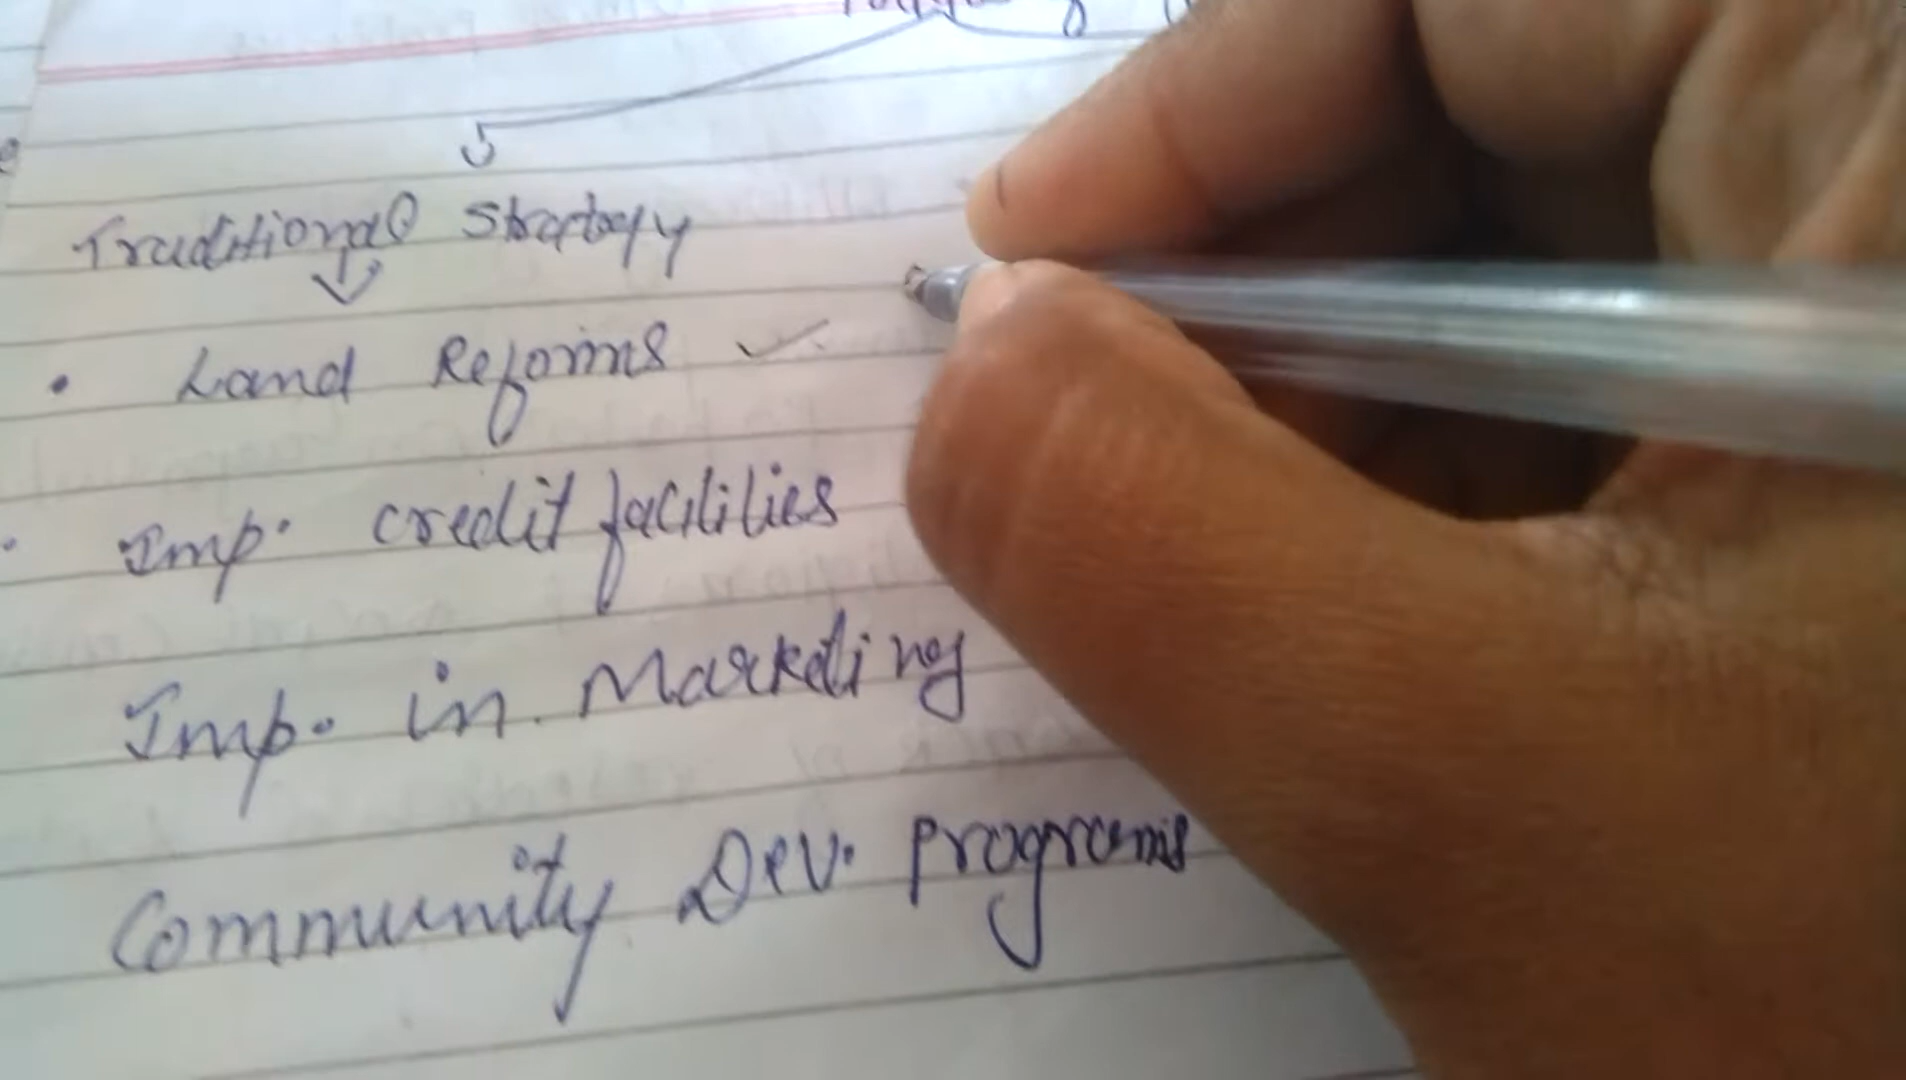 Traditional Strategy
• Land Reforms ✓
• Imp. credit facilities
Imp. in Marketing
Community Dev. programs